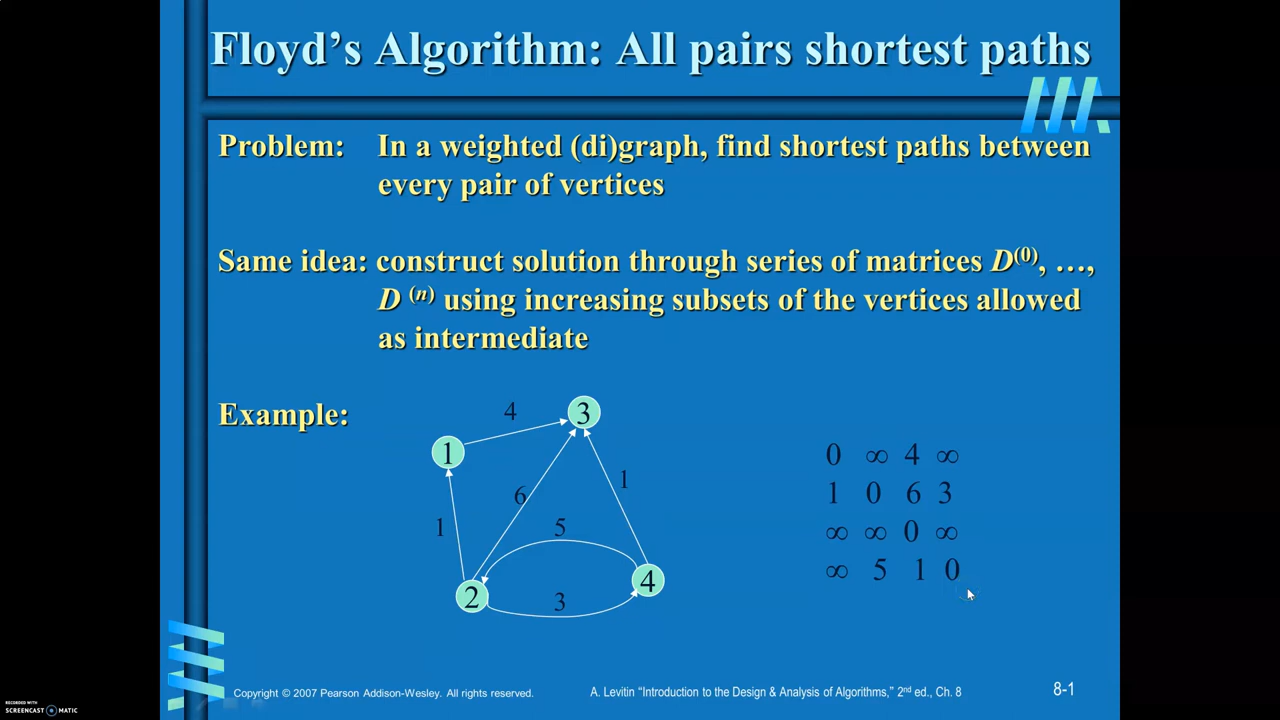 Floyd's Algorithm: All pairs shortest paths
Problem: In a weighted (di)graph, find shortest paths between
every pair of vertices
Same idea: construct solution through series of matrices D(0), …,
D (n) using increasing subsets of the vertices allowed
as intermediate
Example:
4
3
1
6
1
1
5
2
4
3
0 ∞ 4 ∞
1 0 6 3
∞ ∞ 0 ∞
∞ 5 1 0
Copyright © 2007 Pearson Addison-Wesley. All rights reserved.
A. Levitin "Introduction to the Design & Analysis of Algorithms," 2nd ed., Ch. 8
8-1
RECORDED WITH
SCREENCAST MATIC